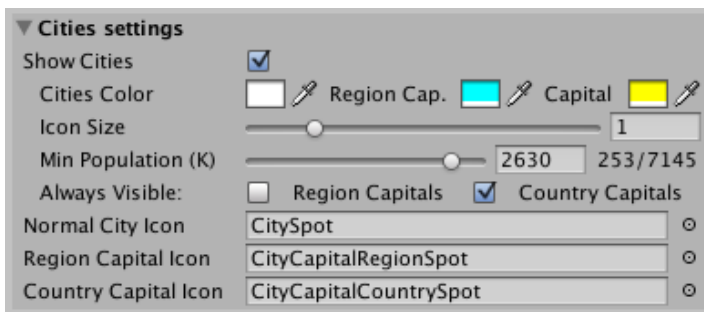 Cities settings
Show Cities
Cities Color Region Cap. Capital
Icon Size 1
Min Population (K) 2630 253/7145
Always Visible: Region Capitals Country Capitals
Normal City Icon CitySpot
Region Capital Icon CityCapitalRegionSpot
Country Capital Icon CityCapitalCountrySpot